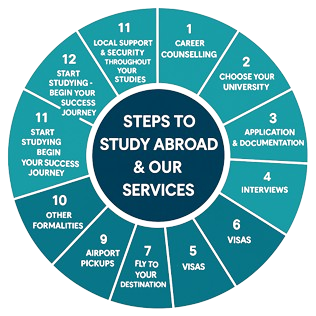 STEPS TO
STUDY ABROAD
& OUR
SERVICES
1
CAREER
COUNSELLING
2
CHOOSE YOUR
UNIVERSITY
3
APPLICATION
& DOCUMENTATION
4
INTERVIEWS
6
VISAS
5
VISAS
7
FLY TO
YOUR
DESTINATION
9
AIRPORT
PICKUPS
10
OTHER
FORMALITIES
11
START
STUDYING
BEGIN
YOUR SUCCESS
JOURNEY
12
START
STUDYING -
BEGIN YOUR
SUCCESS
JOURNEY
11
LOCAL SUPPORT
& SECURITY
THROUGHOUT
YOUR
STUDIES